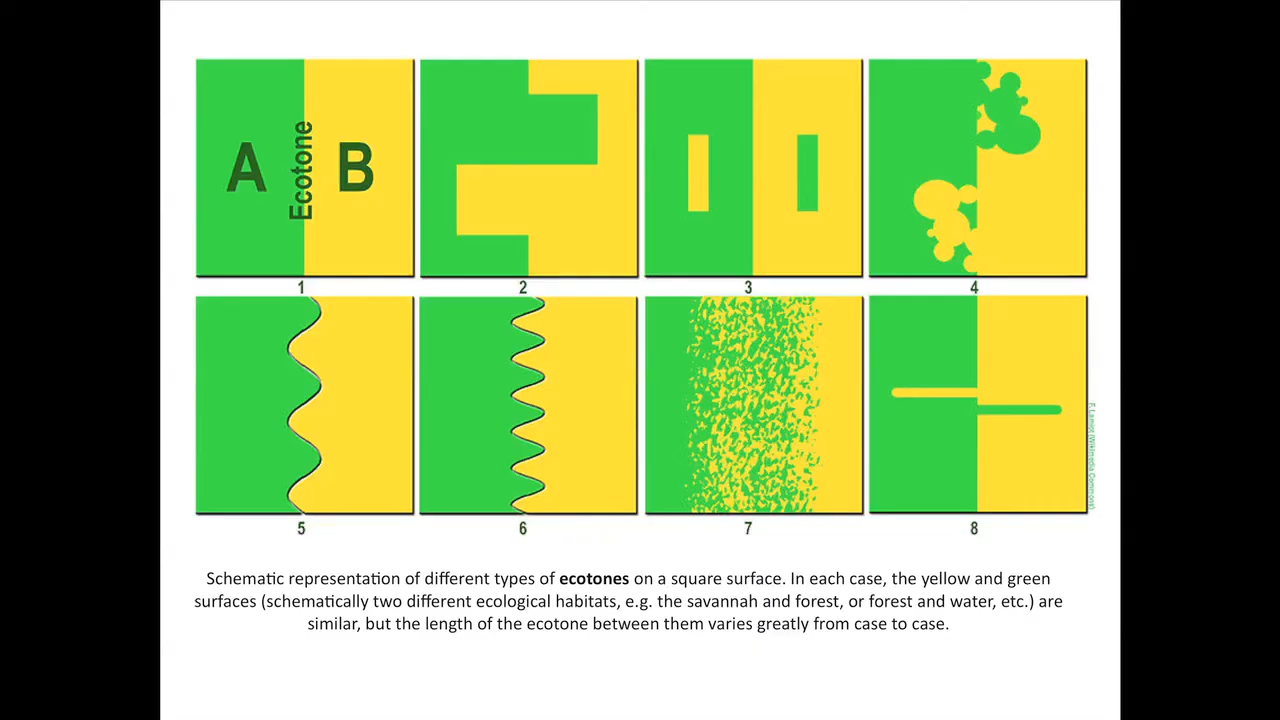 A
Ecotone
B
1
2
3
4
5
6
7
8
F. Lamiot (Wikimedia Commons)
Schematic representation of different types of ecotones on a square surface. In each case, the yellow and green
surfaces (schematically two different ecological habitats, e.g. the savannah and forest, or forest and water, etc.) are
similar, but the length of the ecotone between them varies greatly from case to case.